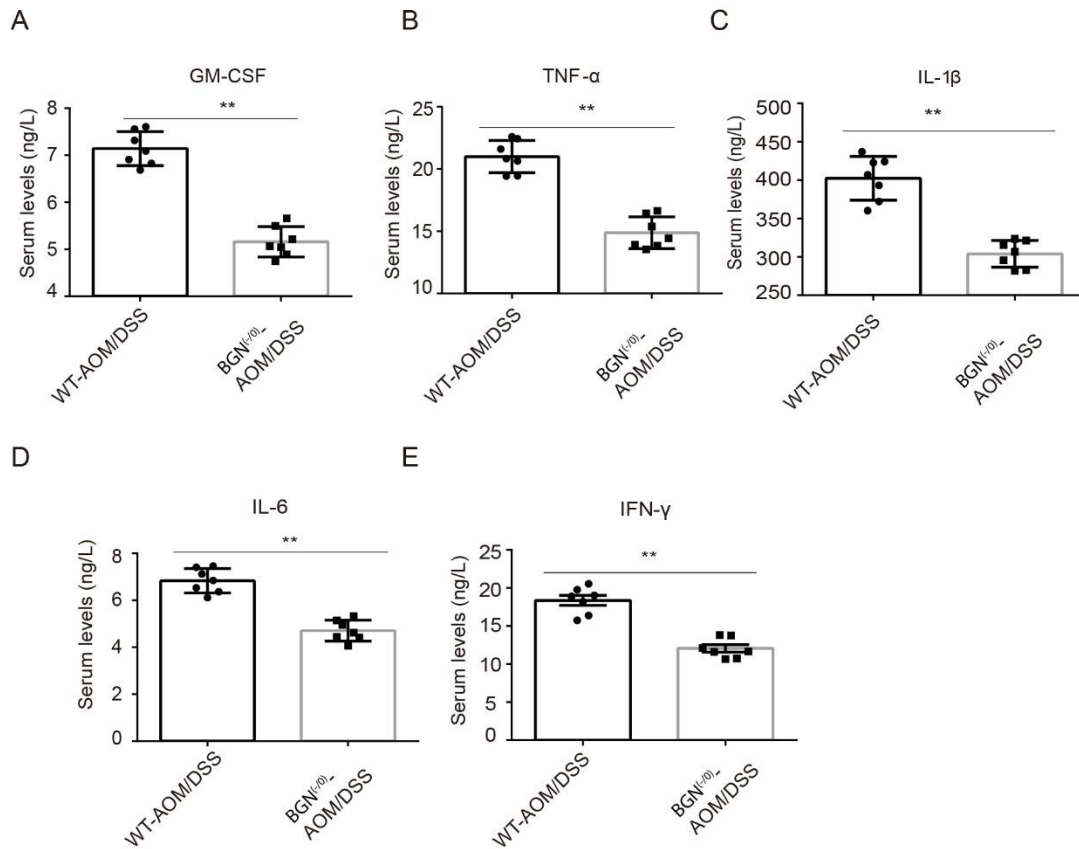 A
GM-CSF
**
Serum levels (ng/L)
8
7
6
5
4
WT-AOM/DSS
BGN(-/0)-
AOM/DSS
B
TNF-α
**
Serum levels (ng/L)
25
20
15
10
WT-AOM/DSS
BGN(-/0)-
AOM/DSS
C
IL-1β
**
Serum levels (ng/L)
500
450
400
350
300
250
WT-AOM/DSS
BGN(-/0)-
AOM/DSS
D
IL-6
**
Serum levels (ng/L)
8
6
4
2
0
WT-AOM/DSS
BGN(-/0)-
AOM/DSS
E
IFN-γ
**
Serum levels (ng/L)
25
20
15
10
5
0
WT-AOM/DSS
BGN(-/0)-
AOM/DSS